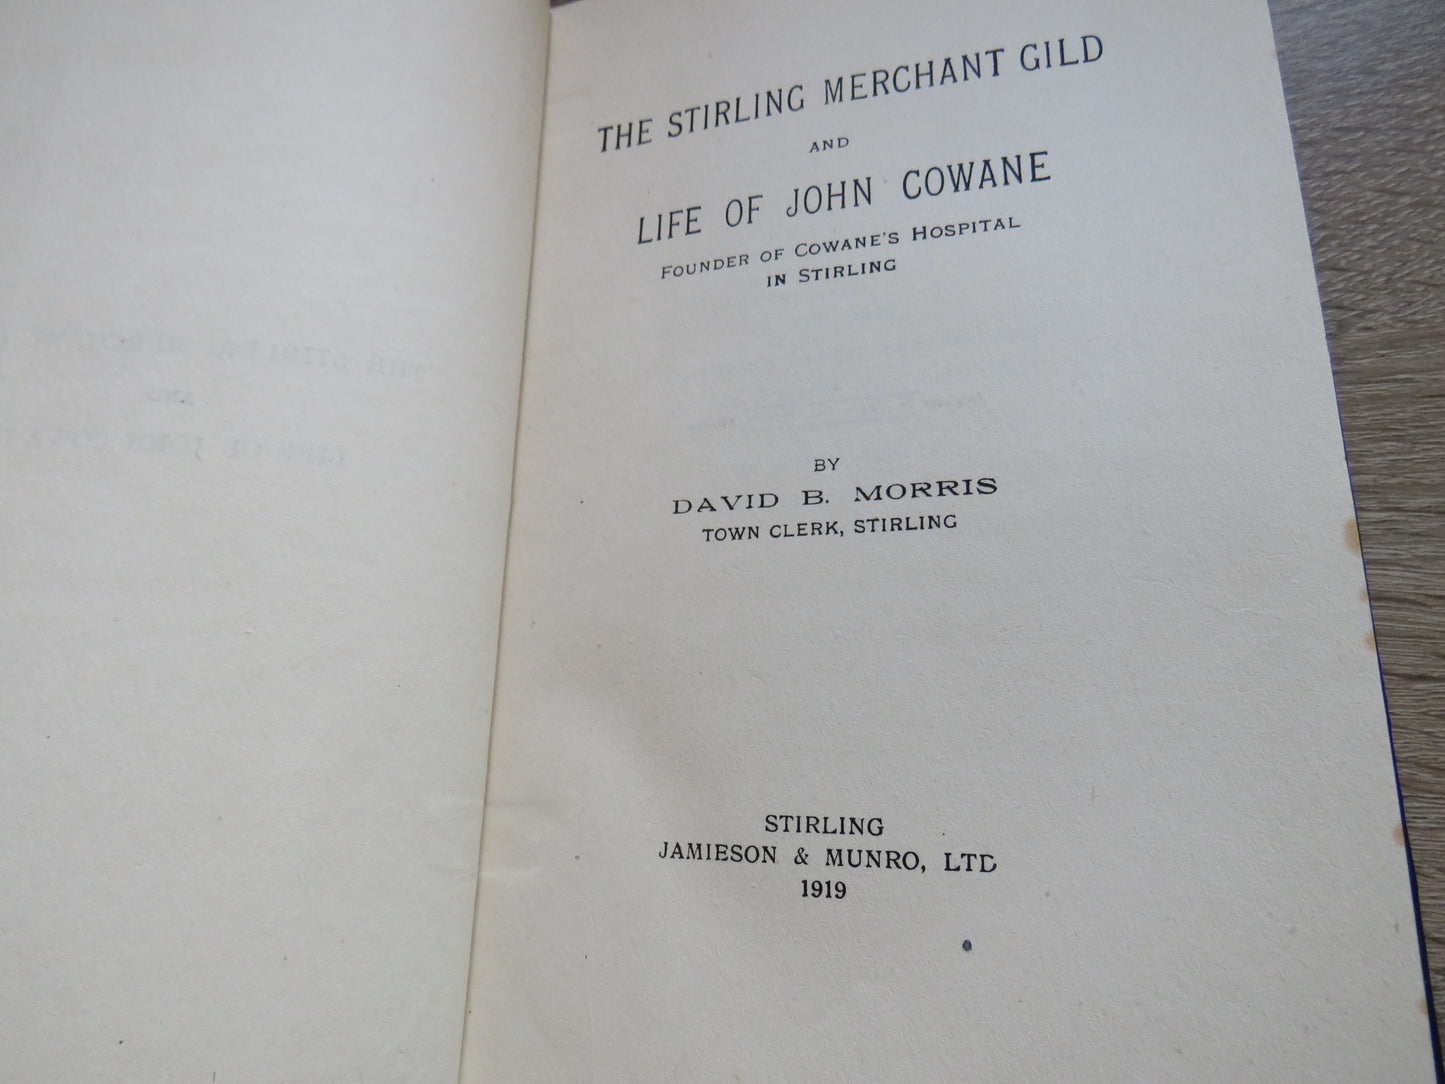 THE STIRLING MERCHANT GILD
AND
LIFE OF JOHN COWANE
FOUNDER OF COWANE'S HOSPITAL
IN STIRLING
BY
DAVID B. MORRIS
TOWN CLERK, STIRLING
STIRLING
JAMIESON & MUNRO, LTD
1919